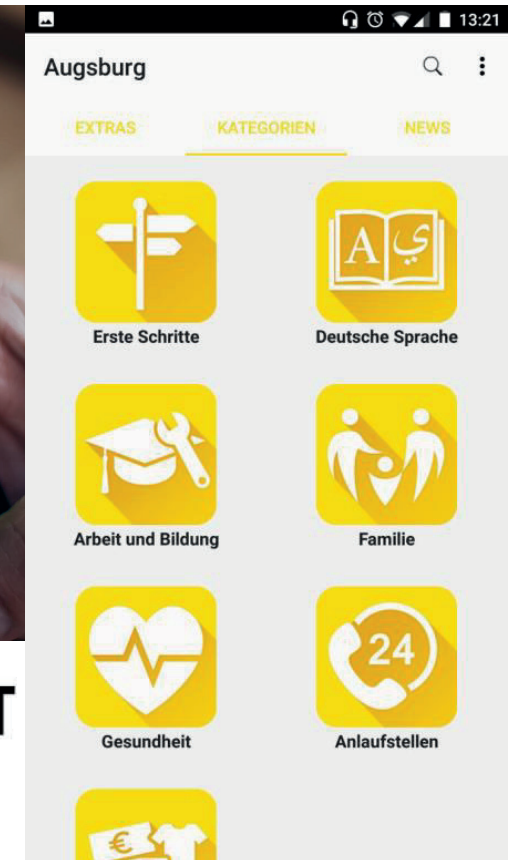 13:21
Augsburg
EXTRAS KATEGORIEN NEWS
A ي
Erste Schritte Deutsche Sprache
Arbeit und Bildung Familie
24
Gesundheit Anlaufstellen
€
T